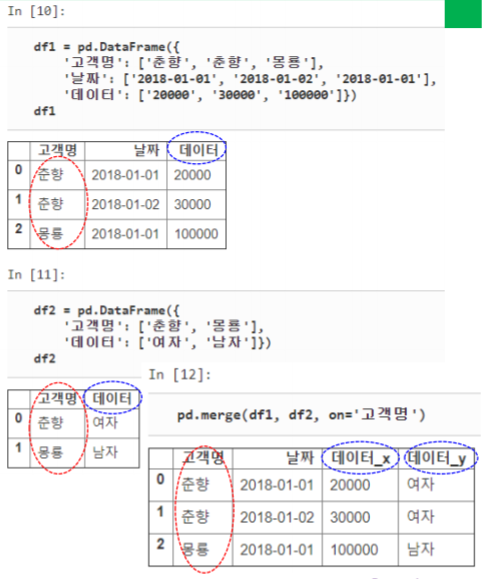 In [10]:
df1 = pd.DataFrame({
'고객명': ['춘향', '춘향', '몽룡'],
'날짜': ['2018-01-01', '2018-01-02', '2018-01-01'],
'데이터': ['20000', '30000', '100000']})
df1
고객명 날짜 데이터
0 춘향 2018-01-01 20000
1 춘향 2018-01-02 30000
2 몽룡 2018-01-01 100000
In [11]:
df2 = pd.DataFrame({
'고객명': ['춘향', '몽룡'],
'데이터': ['여자', '남자']})
df2
고객명 데이터
0 춘향 여자
1 몽룡 남자
In [12]:
pd.merge(df1, df2, on='고객명')
고객명 날짜 데이터_x 데이터_y
0 춘향 2018-01-01 20000 여자
1 춘향 2018-01-02 30000 여자
2 몽룡 2018-01-01 100000 남자